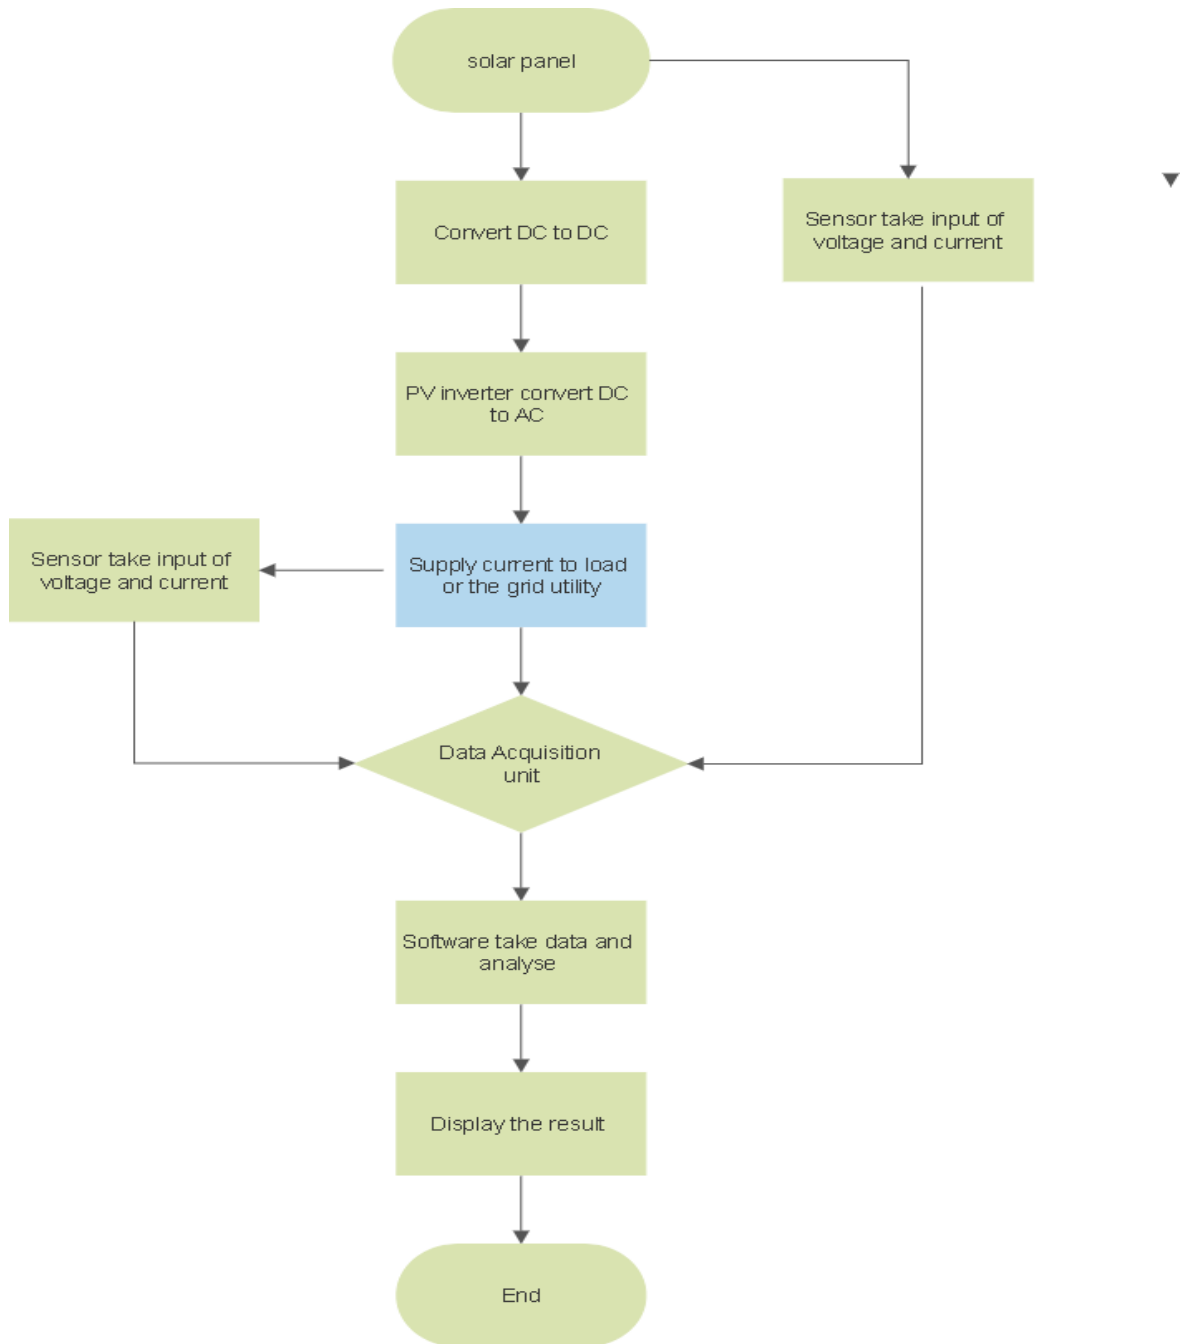 solar panel
Convert DC to DC
Sensor take input of
voltage and current
PV inverter convert DC
to AC
Sensor take input of
voltage and current
Supply current to load
or the grid utility
Data Acquisition
unit
Software take data and
analyse
Display the result
End